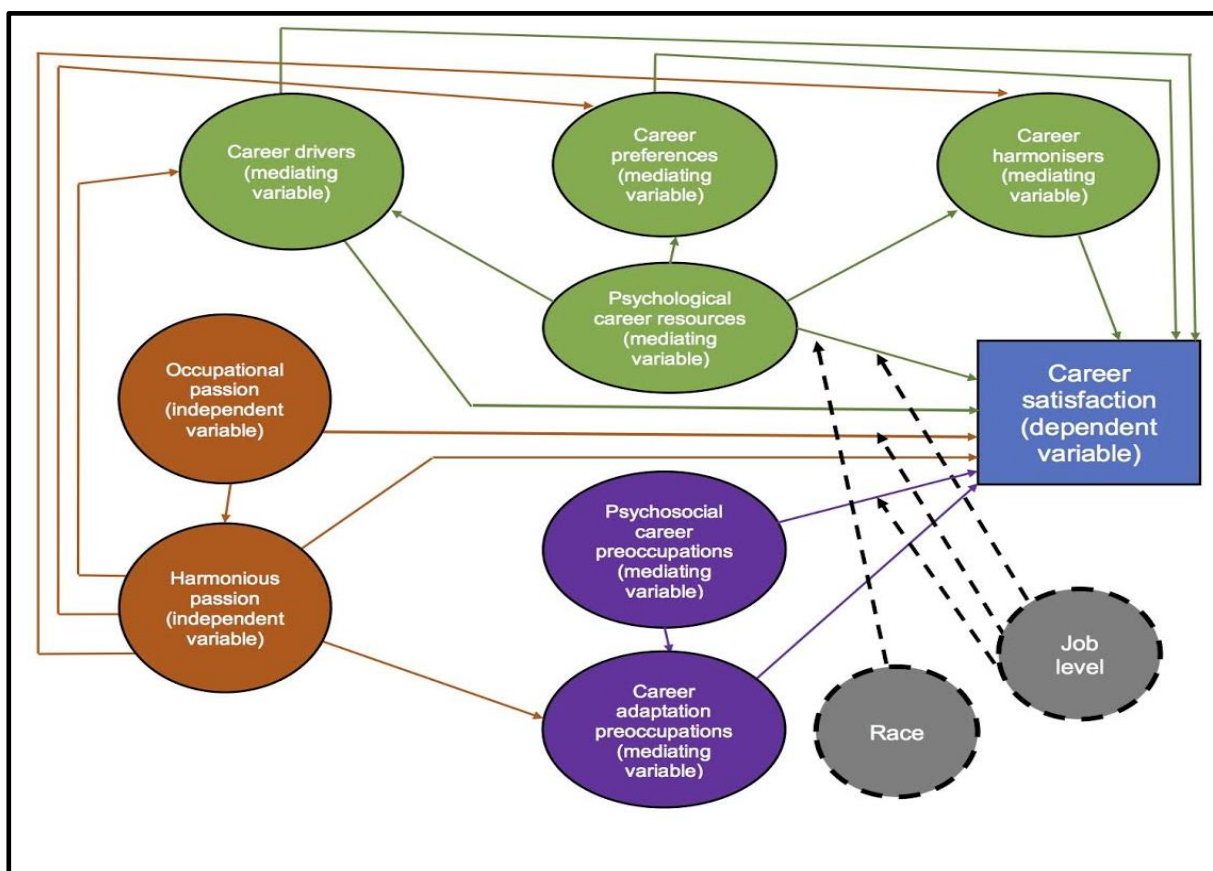 Career drivers
(mediating
variable)
Career
preferences
(mediating
variable)
Career
harmonisers
(mediating
variable)
Psychological
career resources
(mediating
variable)
Occupational
passion
(independent
variable)
Career
satisfaction
(dependent
variable)
Psychosocial
career
preoccupations
(mediating
variable)
Harmonious
passion
(independent
variable)
Job
level
Career
adaptation
preoccupations
(mediating
variable)
Race